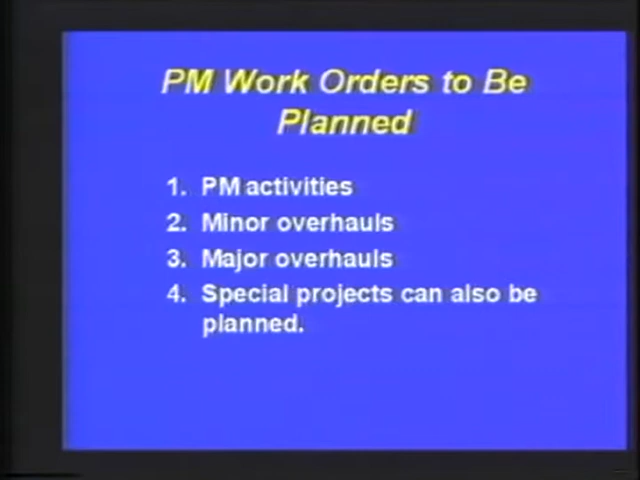 PM Work Orders to Be
Planned
1. PM activities
2. Minor overhauls
3. Major overhauls
4. Special projects can also be
planned.